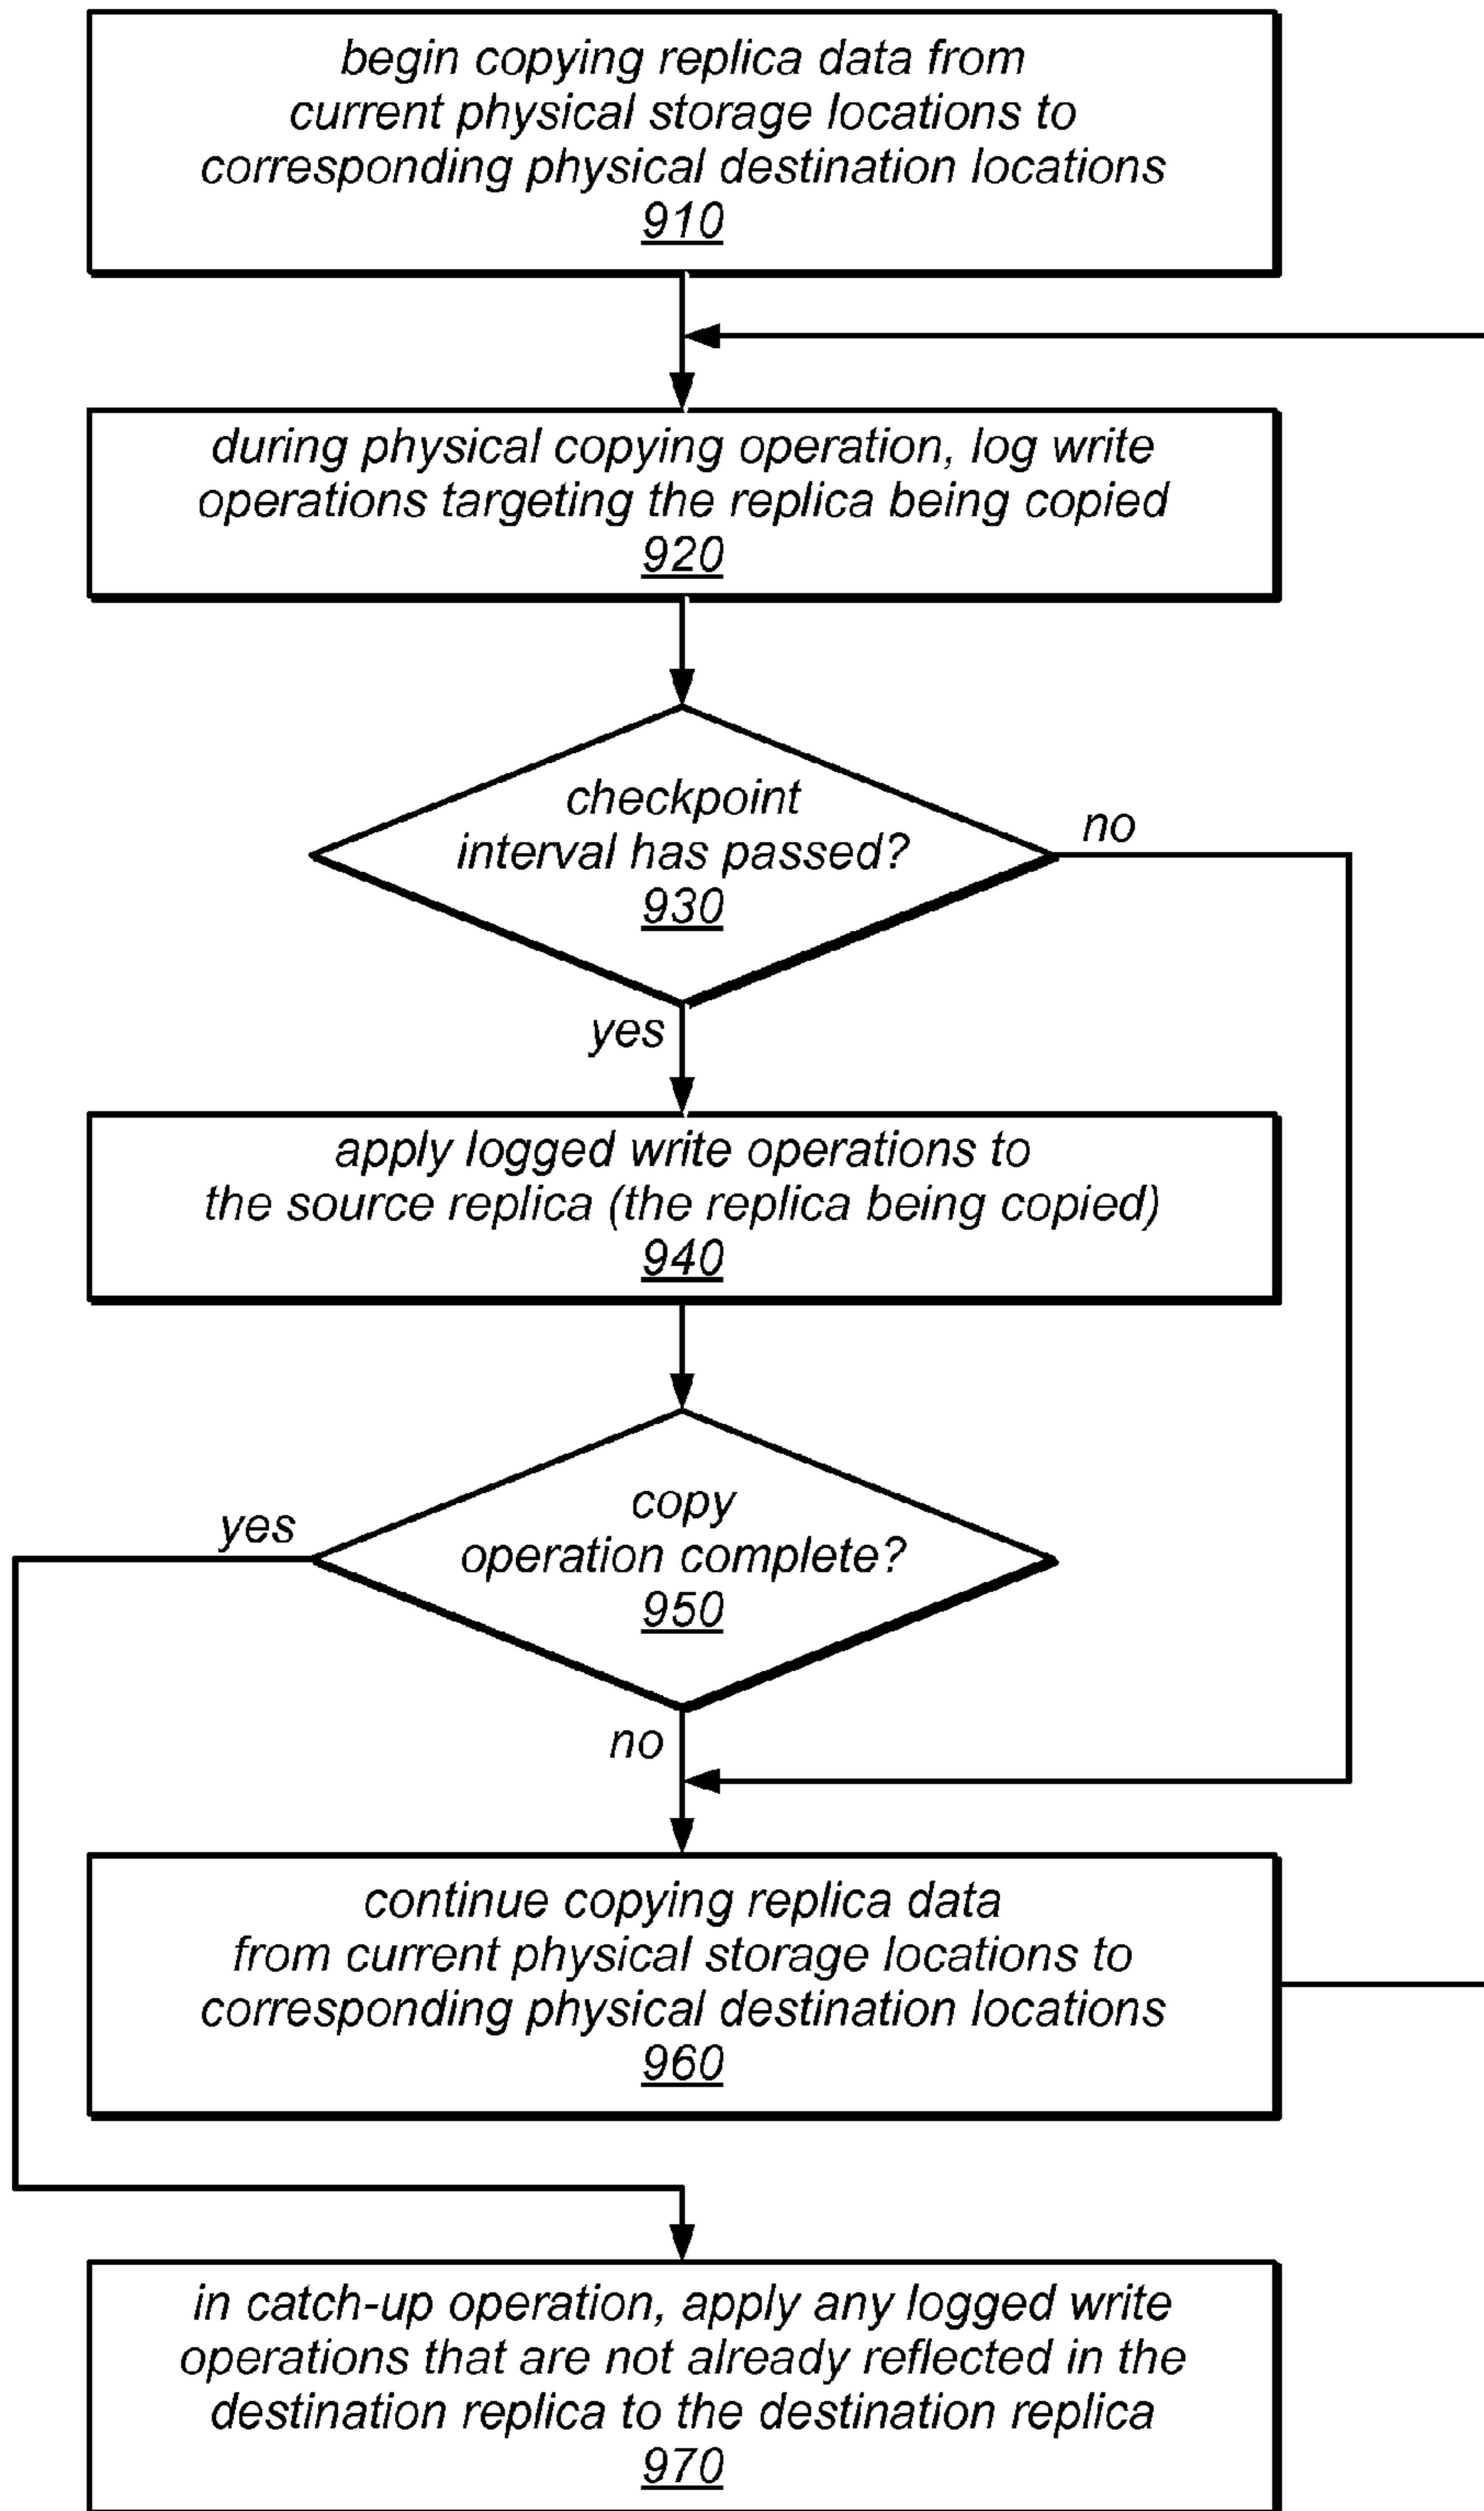 begin copying replica data from
current physical storage locations to
corresponding physical destination locations
910
during physical copying operation, log write
operations targeting the replica being copied
920
checkpoint
interval has passed?
930
no
yes
apply logged write operations to
the source replica (the replica being copied)
940
copy
operation complete?
950
yes
no
continue copying replica data
from current physical storage locations to
corresponding physical destination locations
960
in catch-up operation, apply any logged write
operations that are not already reflected in the
destination replica to the destination replica
970